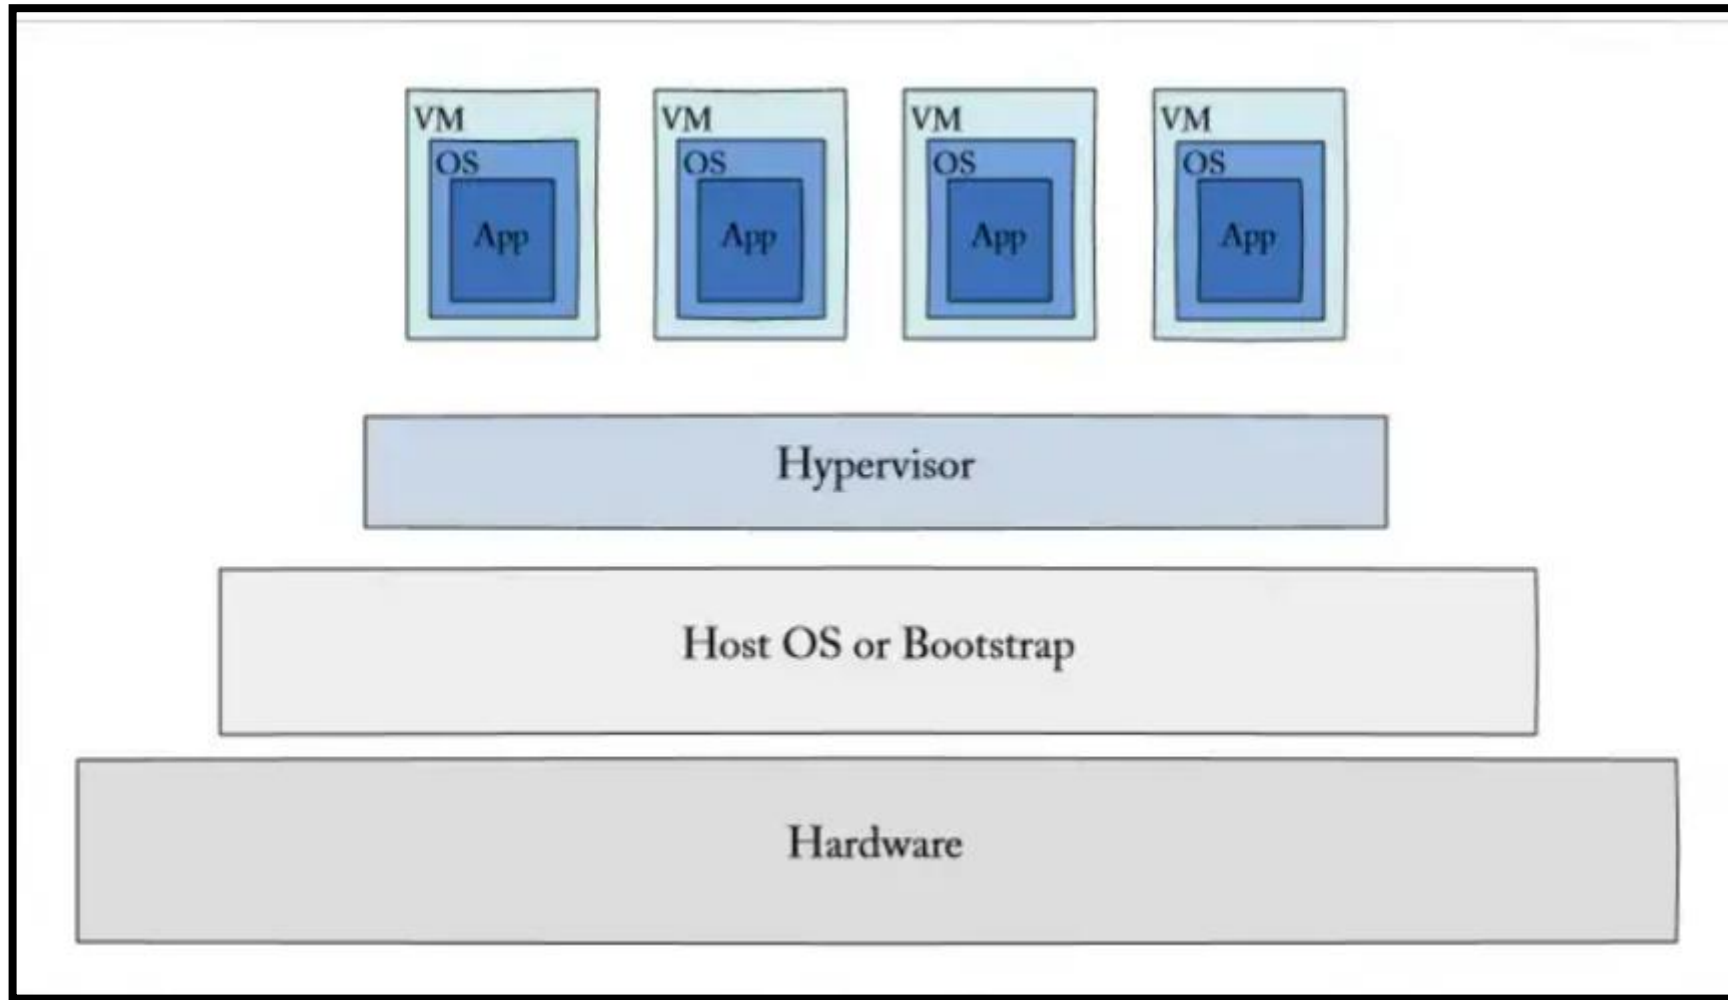 VM VM VM VM
OS OS OS OS
App App App App
Hypervisor
Host OS or Bootstrap
Hardware